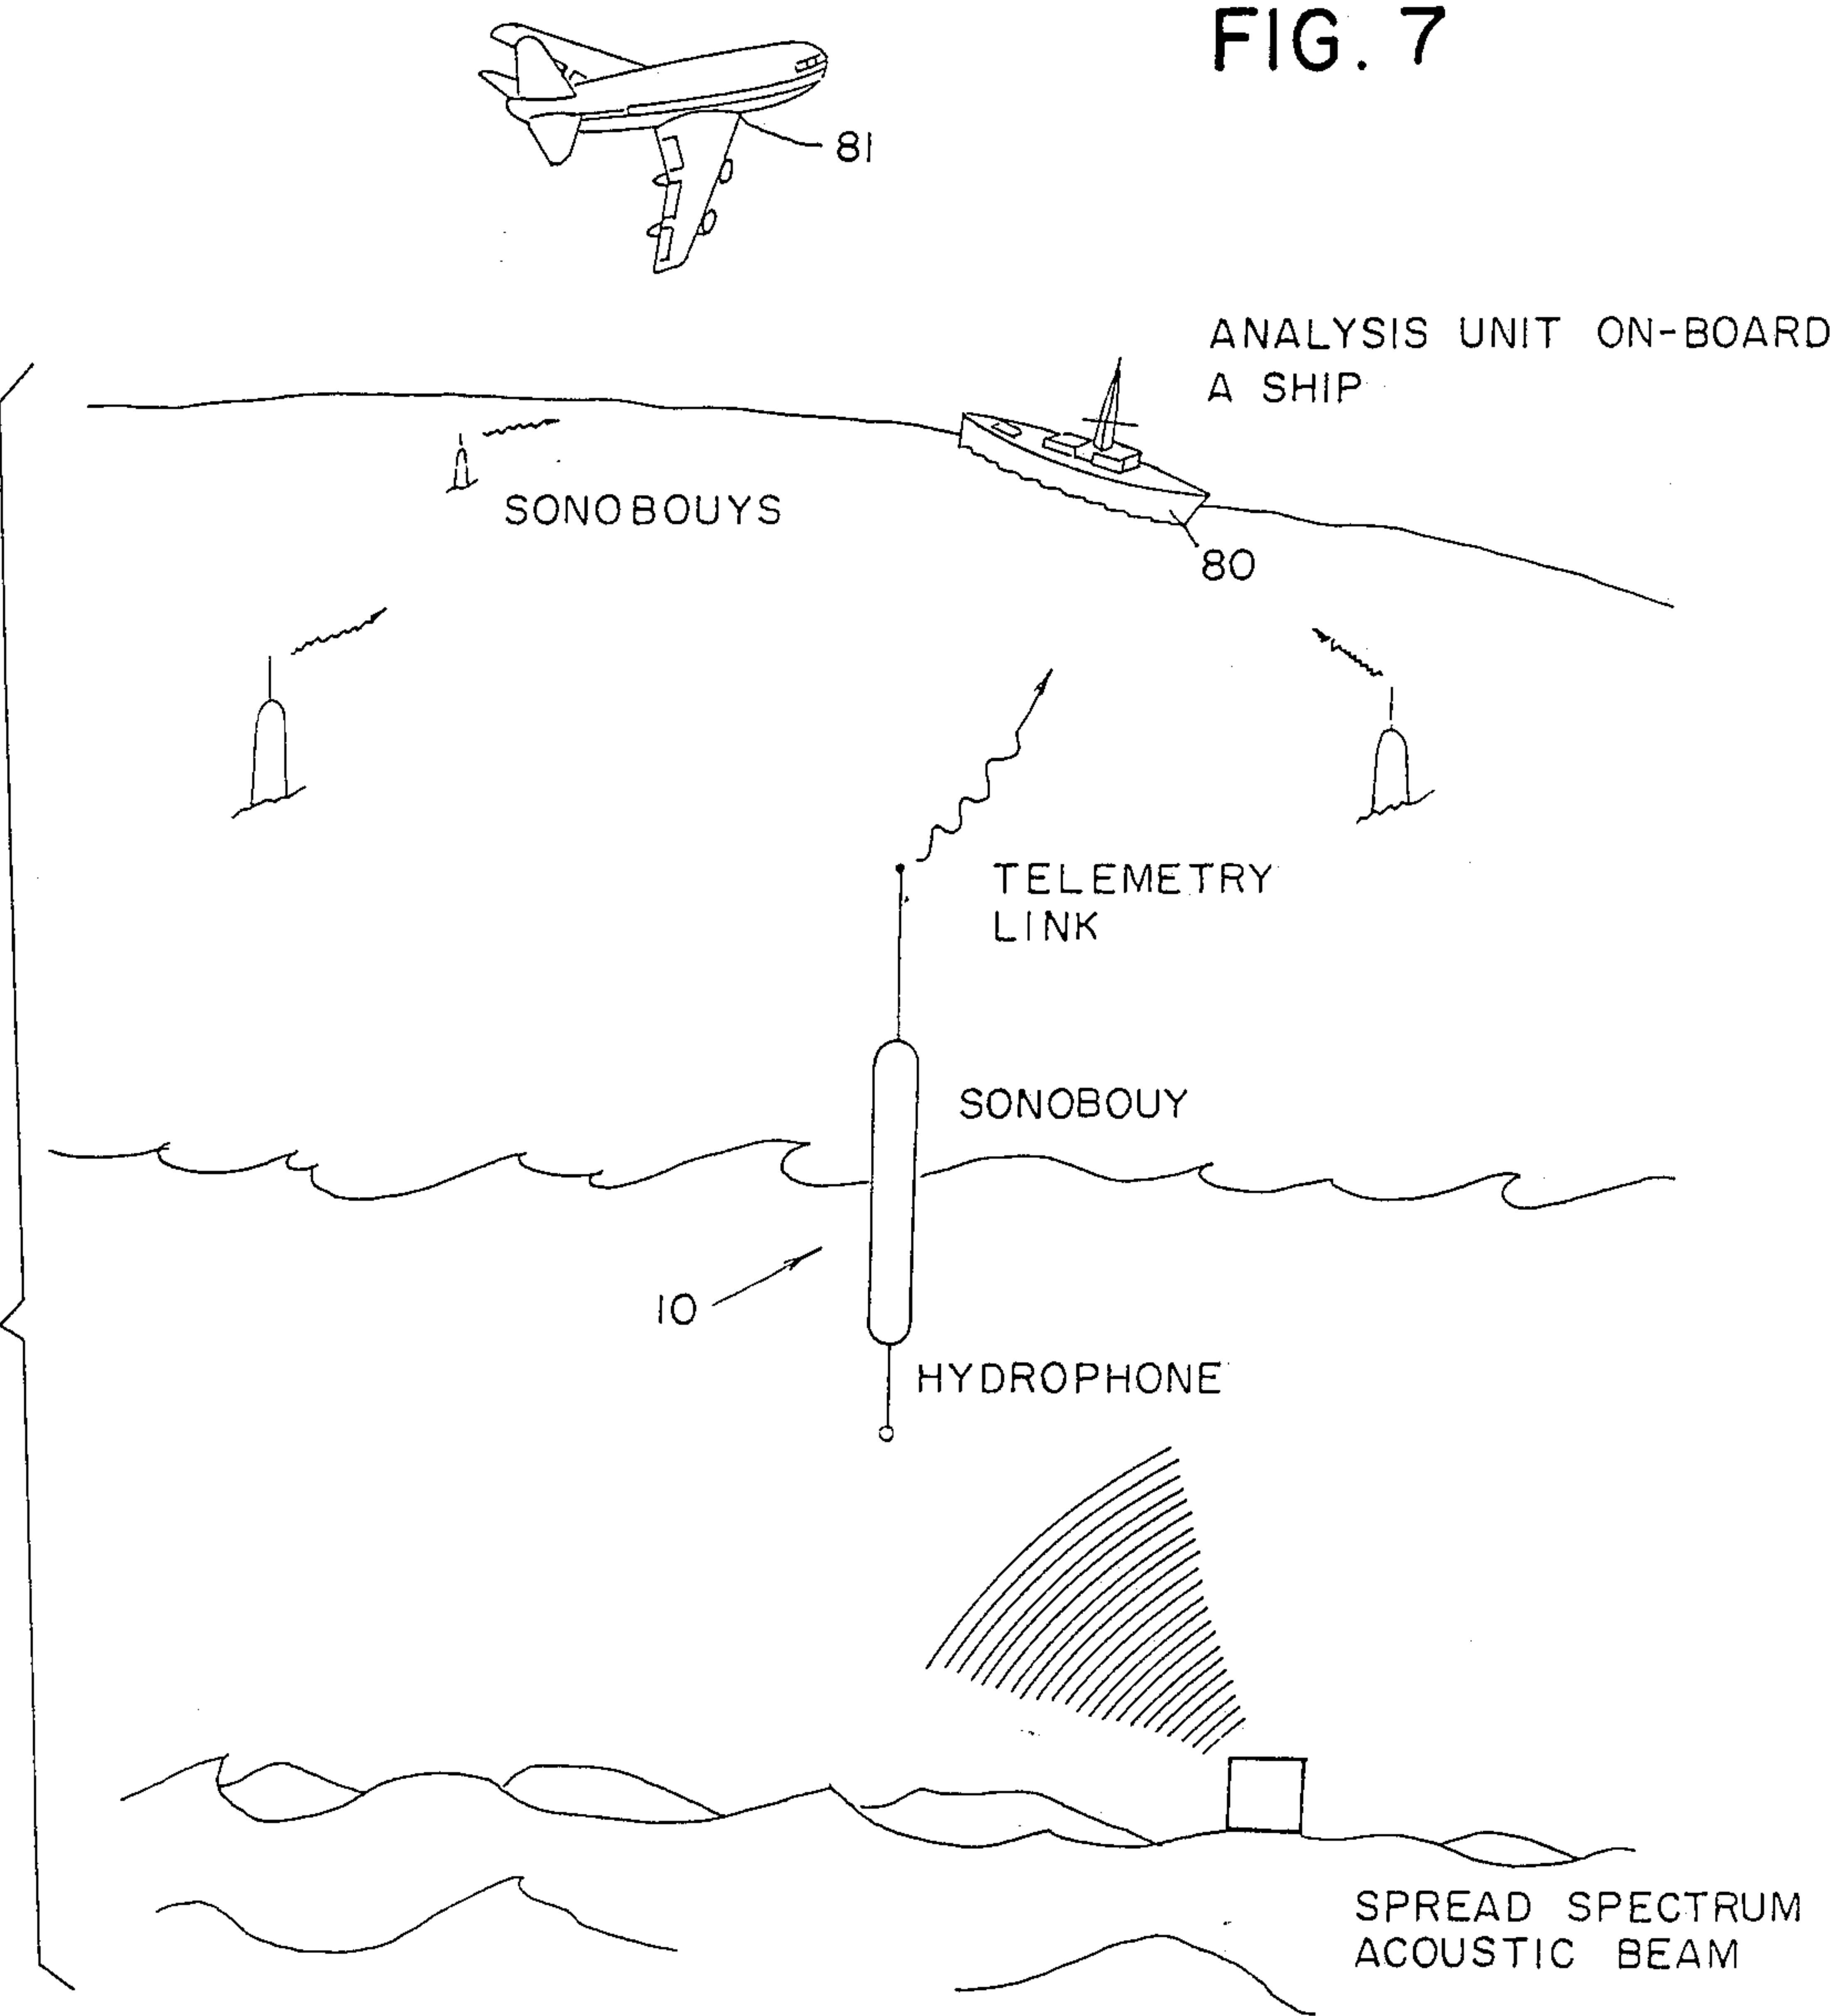 FIG. 7
81
ANALYSIS UNIT ON-BOARD
A SHIP
SONOBOUYS
80
TELEMETRY
LINK
SONOBOUY
10
HYDROPHONE
SPREAD SPECTRUM
ACOUSTIC BEAM